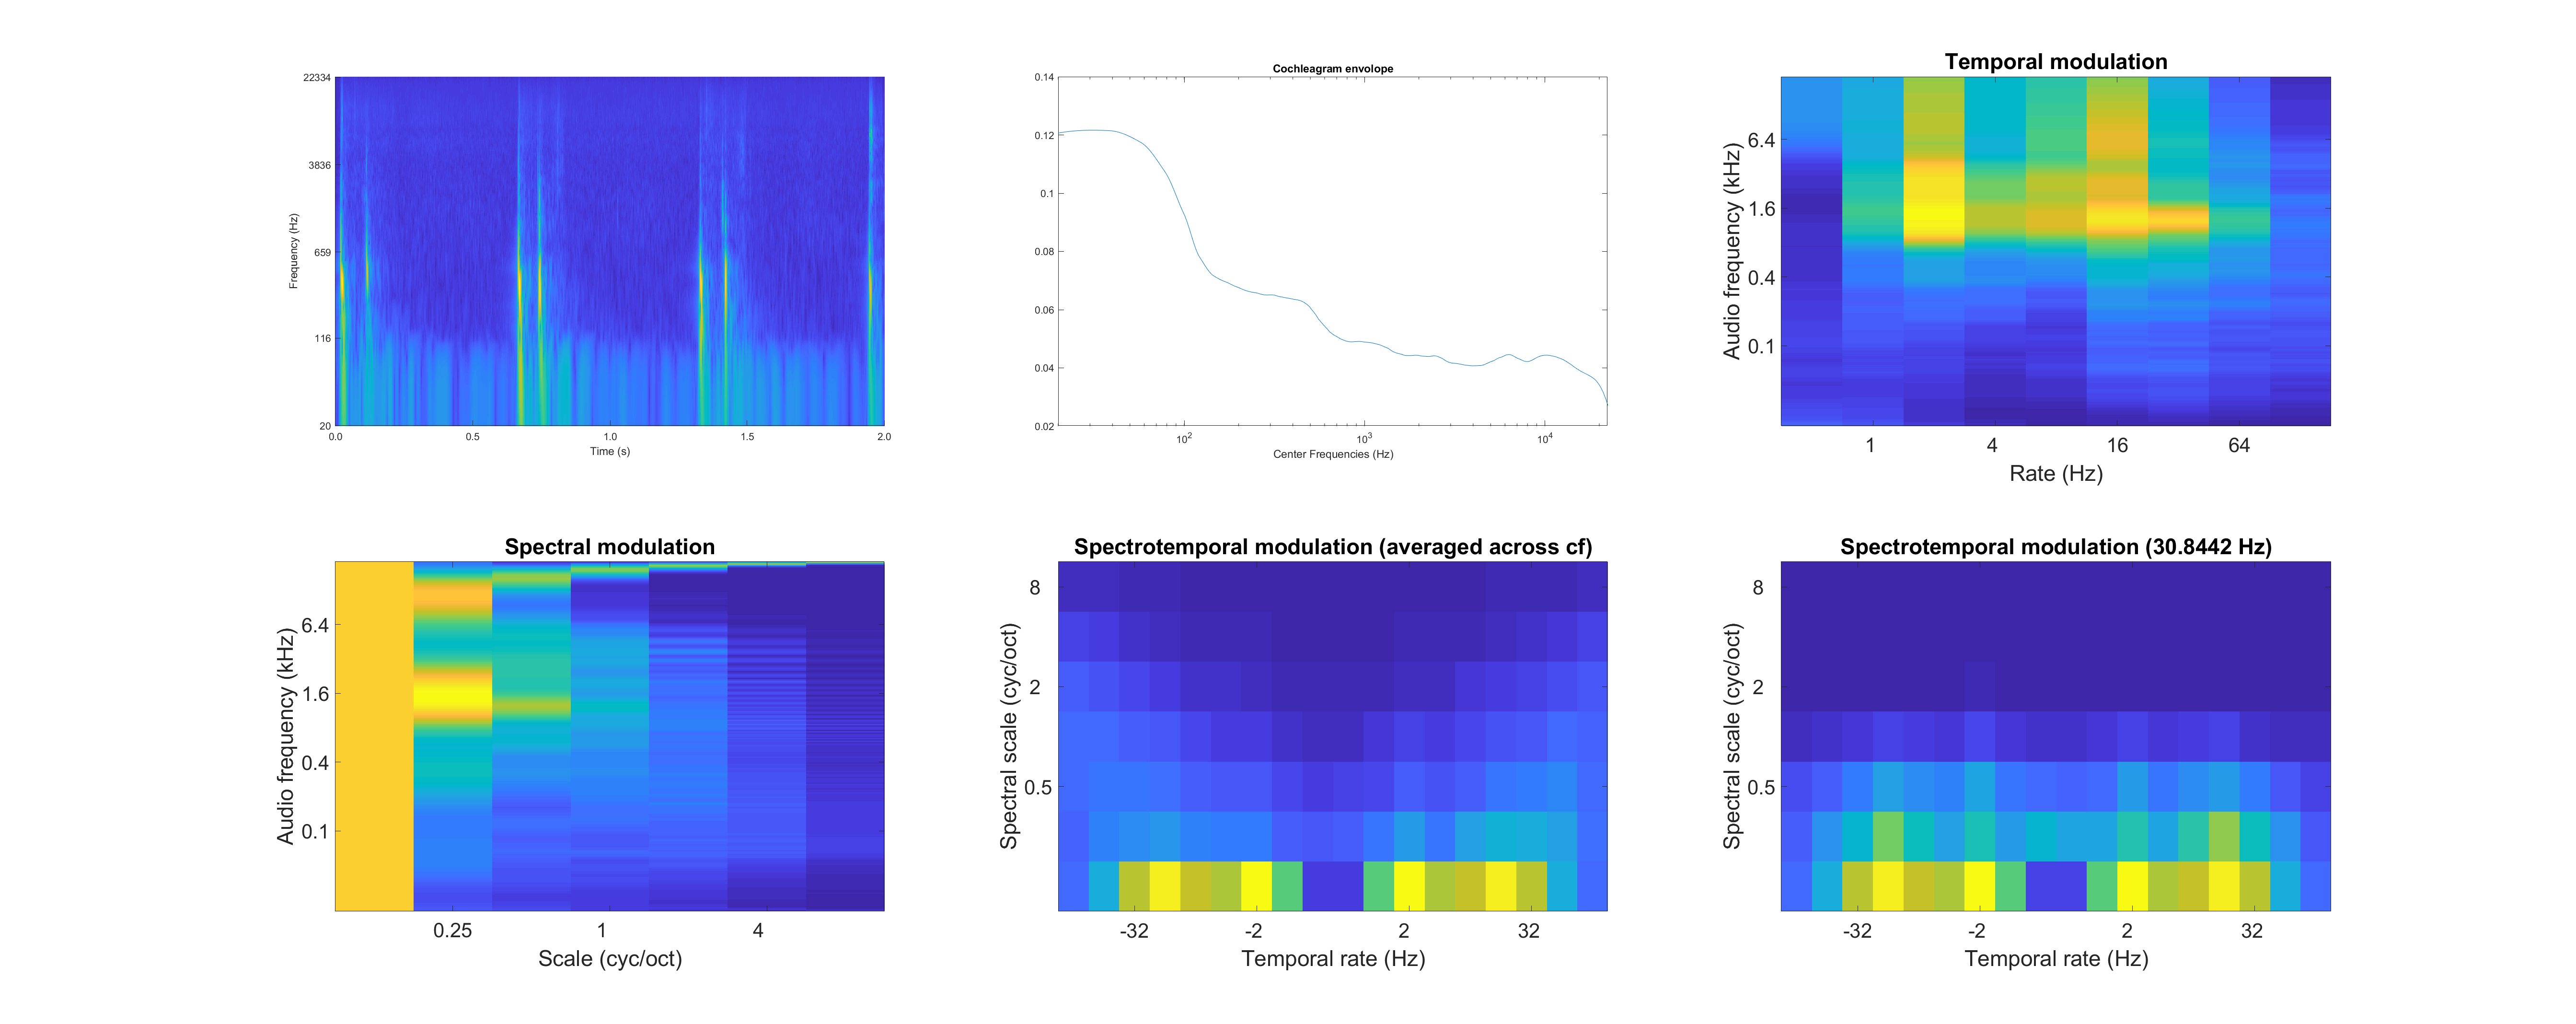 22334
3836
659
116
20
Frequency (Hz)
0.0 0.5 1.0 1.5 2.0
Time (s)
Cochleagram envolope
0.14
0.12
0.1
0.08
0.06
0.04
0.02
10^2 10^3 10^4
Center Frequencies (Hz)
Temporal modulation
6.4
1.6
0.4
0.1
Audio frequency (kHz)
1 4 16 64
Rate (Hz)
Spectral modulation
6.4
1.6
0.4
0.1
Audio frequency (kHz)
0.25 1 4
Scale (cyc/oct)
Spectrotemporal modulation (averaged across cf)
8
2
0.5
Spectral scale (cyc/oct)
-32 -2 2 32
Temporal rate (Hz)
Spectrotemporal modulation (30.8442 Hz)
8
2
0.5
Spectral scale (cyc/oct)
-32 -2 2 32
Temporal rate (Hz)